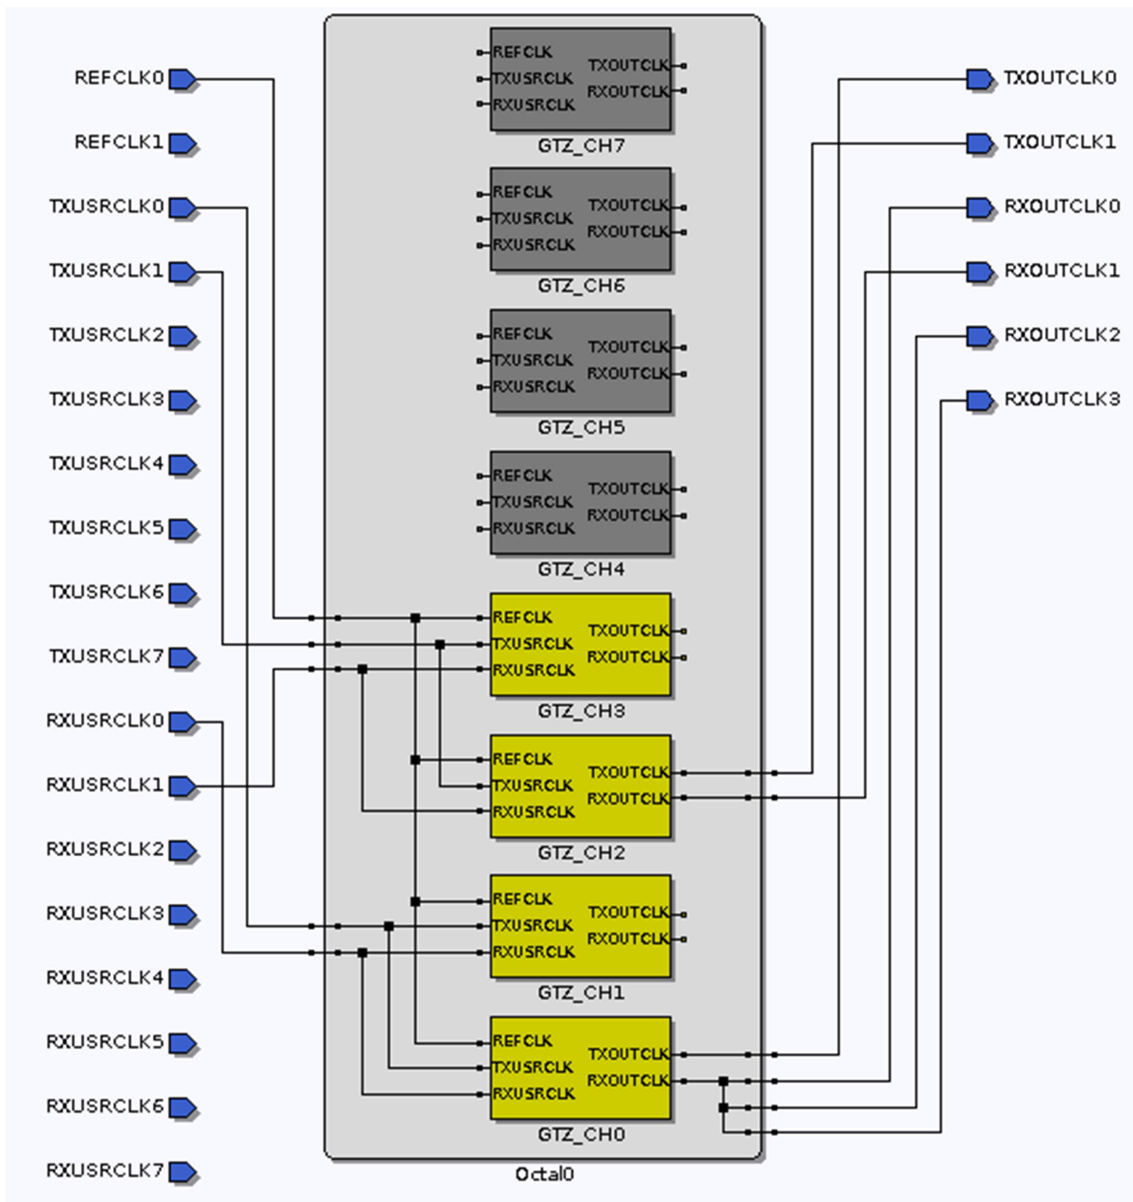 REFCLK0
REFCLK1
TXUSRCLK0
TXUSRCLK1
TXUSRCLK2
TXUSRCLK3
TXUSRCLK4
TXUSRCLK5
TXUSRCLK6
TXUSRCLK7
RXUSRCLK0
RXUSRCLK1
RXUSRCLK2
RXUSRCLK3
RXUSRCLK4
RXUSRCLK5
RXUSRCLK6
RXUSRCLK7
REFCLK
TXUSRCLK
RXUSRCLK
TXOUTCLK
RXOUTCLK
GTZ_CH7
REFCLK
TXUSRCLK
RXUSRCLK
TXOUTCLK
RXOUTCLK
GTZ_CH6
REFCLK
TXUSRCLK
RXUSRCLK
TXOUTCLK
RXOUTCLK
GTZ_CH5
REFCLK
TXUSRCLK
RXUSRCLK
TXOUTCLK
RXOUTCLK
GTZ_CH4
REFCLK
TXUSRCLK
RXUSRCLK
TXOUTCLK
RXOUTCLK
GTZ_CH3
REFCLK
TXUSRCLK
RXUSRCLK
TXOUTCLK
RXOUTCLK
GTZ_CH2
REFCLK
TXUSRCLK
RXUSRCLK
TXOUTCLK
RXOUTCLK
GTZ_CH1
REFCLK
TXUSRCLK
RXUSRCLK
TXOUTCLK
RXOUTCLK
GTZ_CH0
Octal0
TXOUTCLK0
TXOUTCLK1
RXOUTCLK0
RXOUTCLK1
RXOUTCLK2
RXOUTCLK3